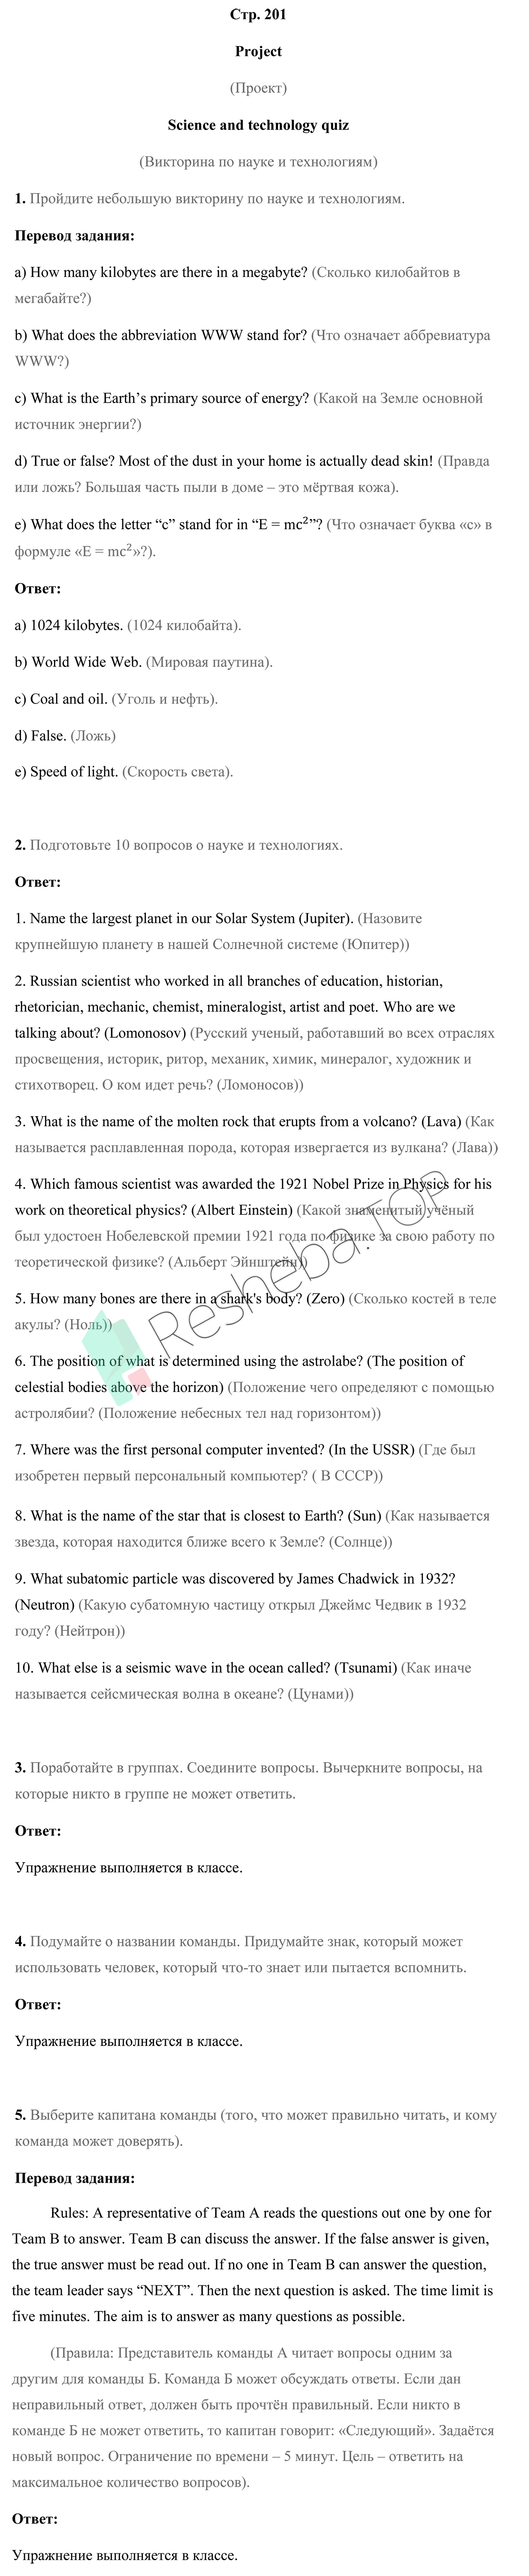 Стр. 201
Project
(Проект)
Science and technology quiz
(Викторина по науке и технологиям)
1. Пройдите небольшую викторину по науке и технологиям.
Перевод задания:
a) How many kilobytes are there in a megabyte? (Сколько килобайтов в
мегабайте?)
b) What does the abbreviation WWW stand for? (Что означает аббревиатура
WWW?)
c) What is the Earth’s primary source of energy? (Какой на Земле основной
источник энергии?)
d) True or false? Most of the dust in your home is actually dead skin! (Правда
или ложь? Большая часть пыли в доме – это мёртвая кожа).
e) What does the letter “c” stand for in “E = mc²”? (Что означает буква «с» в
формуле «E = mc²»?).
Ответ:
a) 1024 kilobytes. (1024 килобайта).
b) World Wide Web. (Мировая паутина).
c) Coal and oil. (Уголь и нефть).
d) False. (Ложь)
e) Speed of light. (Скорость света).
2. Подготовьте 10 вопросов о науке и технологиях.
Ответ:
1. Name the largest planet in our Solar System (Jupiter). (Назовите
крупнейшую планету в нашей Солнечной системе (Юпитер))
2. Russian scientist who worked in all branches of education, historian,
rhetorician, mechanic, chemist, mineralogist, artist and poet. Who are we
talking about? (Lomonosov) (Русский ученый, работавший во всех отраслях
просвещения, историк, ритор, механик, химик, минералог, художник и
стихотворец. О ком идет речь? (Ломоносов))
3. What is the name of the molten rock that erupts from a volcano? (Lava) (Как
называется расплавленная порода, которая извергается из вулкана? (Лава))
4. Which famous scientist was awarded the 1921 Nobel Prize in Physics for his
work on theoretical physics? (Albert Einstein) (Какой знаменитый учёный
был удостоен Нобелевской премии 1921 года по физике за свою работу по
теоретической физике? (Альберт Эйнштейн))
5. How many bones are there in a shark's body? (Zero) (Сколько костей в теле
акулы? (Ноль))
6. The position of what is determined using the astrolabe? (The position of
celestial bodies above the horizon) (Положение чего определяют с помощью
астролябии? (Положение небесных тел над горизонтом))
7. Where was the first personal computer invented? (In the USSR) (Где был
изобретен первый персональный компьютер? ( В СССР))
8. What is the name of the star that is closest to Earth? (Sun) (Как называется
звезда, которая находится ближе всего к Земле? (Солнце))
9. What subatomic particle was discovered by James Chadwick in 1932?
(Neutron) (Какую субатомную частицу открыл Джеймс Чедвик в 1932
году? (Нейтрон))
10. What else is a seismic wave in the ocean called? (Tsunami) (Как иначе
называется сейсмическая волна в океане? (Цунами))
Resheba.TOP
3. Поработайте в группах. Соедините вопросы. Вычеркните вопросы, на
которые никто в группе не может ответить.
Ответ:
Упражнение выполняется в классе.
4. Подумайте о названии команды. Придумайте знак, который может
использовать человек, который что-то знает или пытается вспомнить.
Ответ:
Упражнение выполняется в классе.
5. Выберите капитана команды (того, что может правильно читать, и кому
команда может доверять).
Перевод задания:
Rules: A representative of Team A reads the questions out one by one for
Team B to answer. Team B can discuss the answer. If the false answer is given,
the true answer must be read out. If no one in Team B can answer the question,
the team leader says “NEXT”. Then the next question is asked. The time limit is
five minutes. The aim is to answer as many questions as possible.
(Правила: Представитель команды А читает вопросы одним за
другим для команды Б. Команда Б может обсуждать ответы. Если дан
неправильный ответ, должен быть прочтён правильный. Если никто в
команде Б не может ответить, то капитан говорит: «Следующий». Задаётся
новый вопрос. Ограничение по времени – 5 минут. Цель – ответить на
максимальное количество вопросов).
Ответ:
Упражнение выполняется в классе.